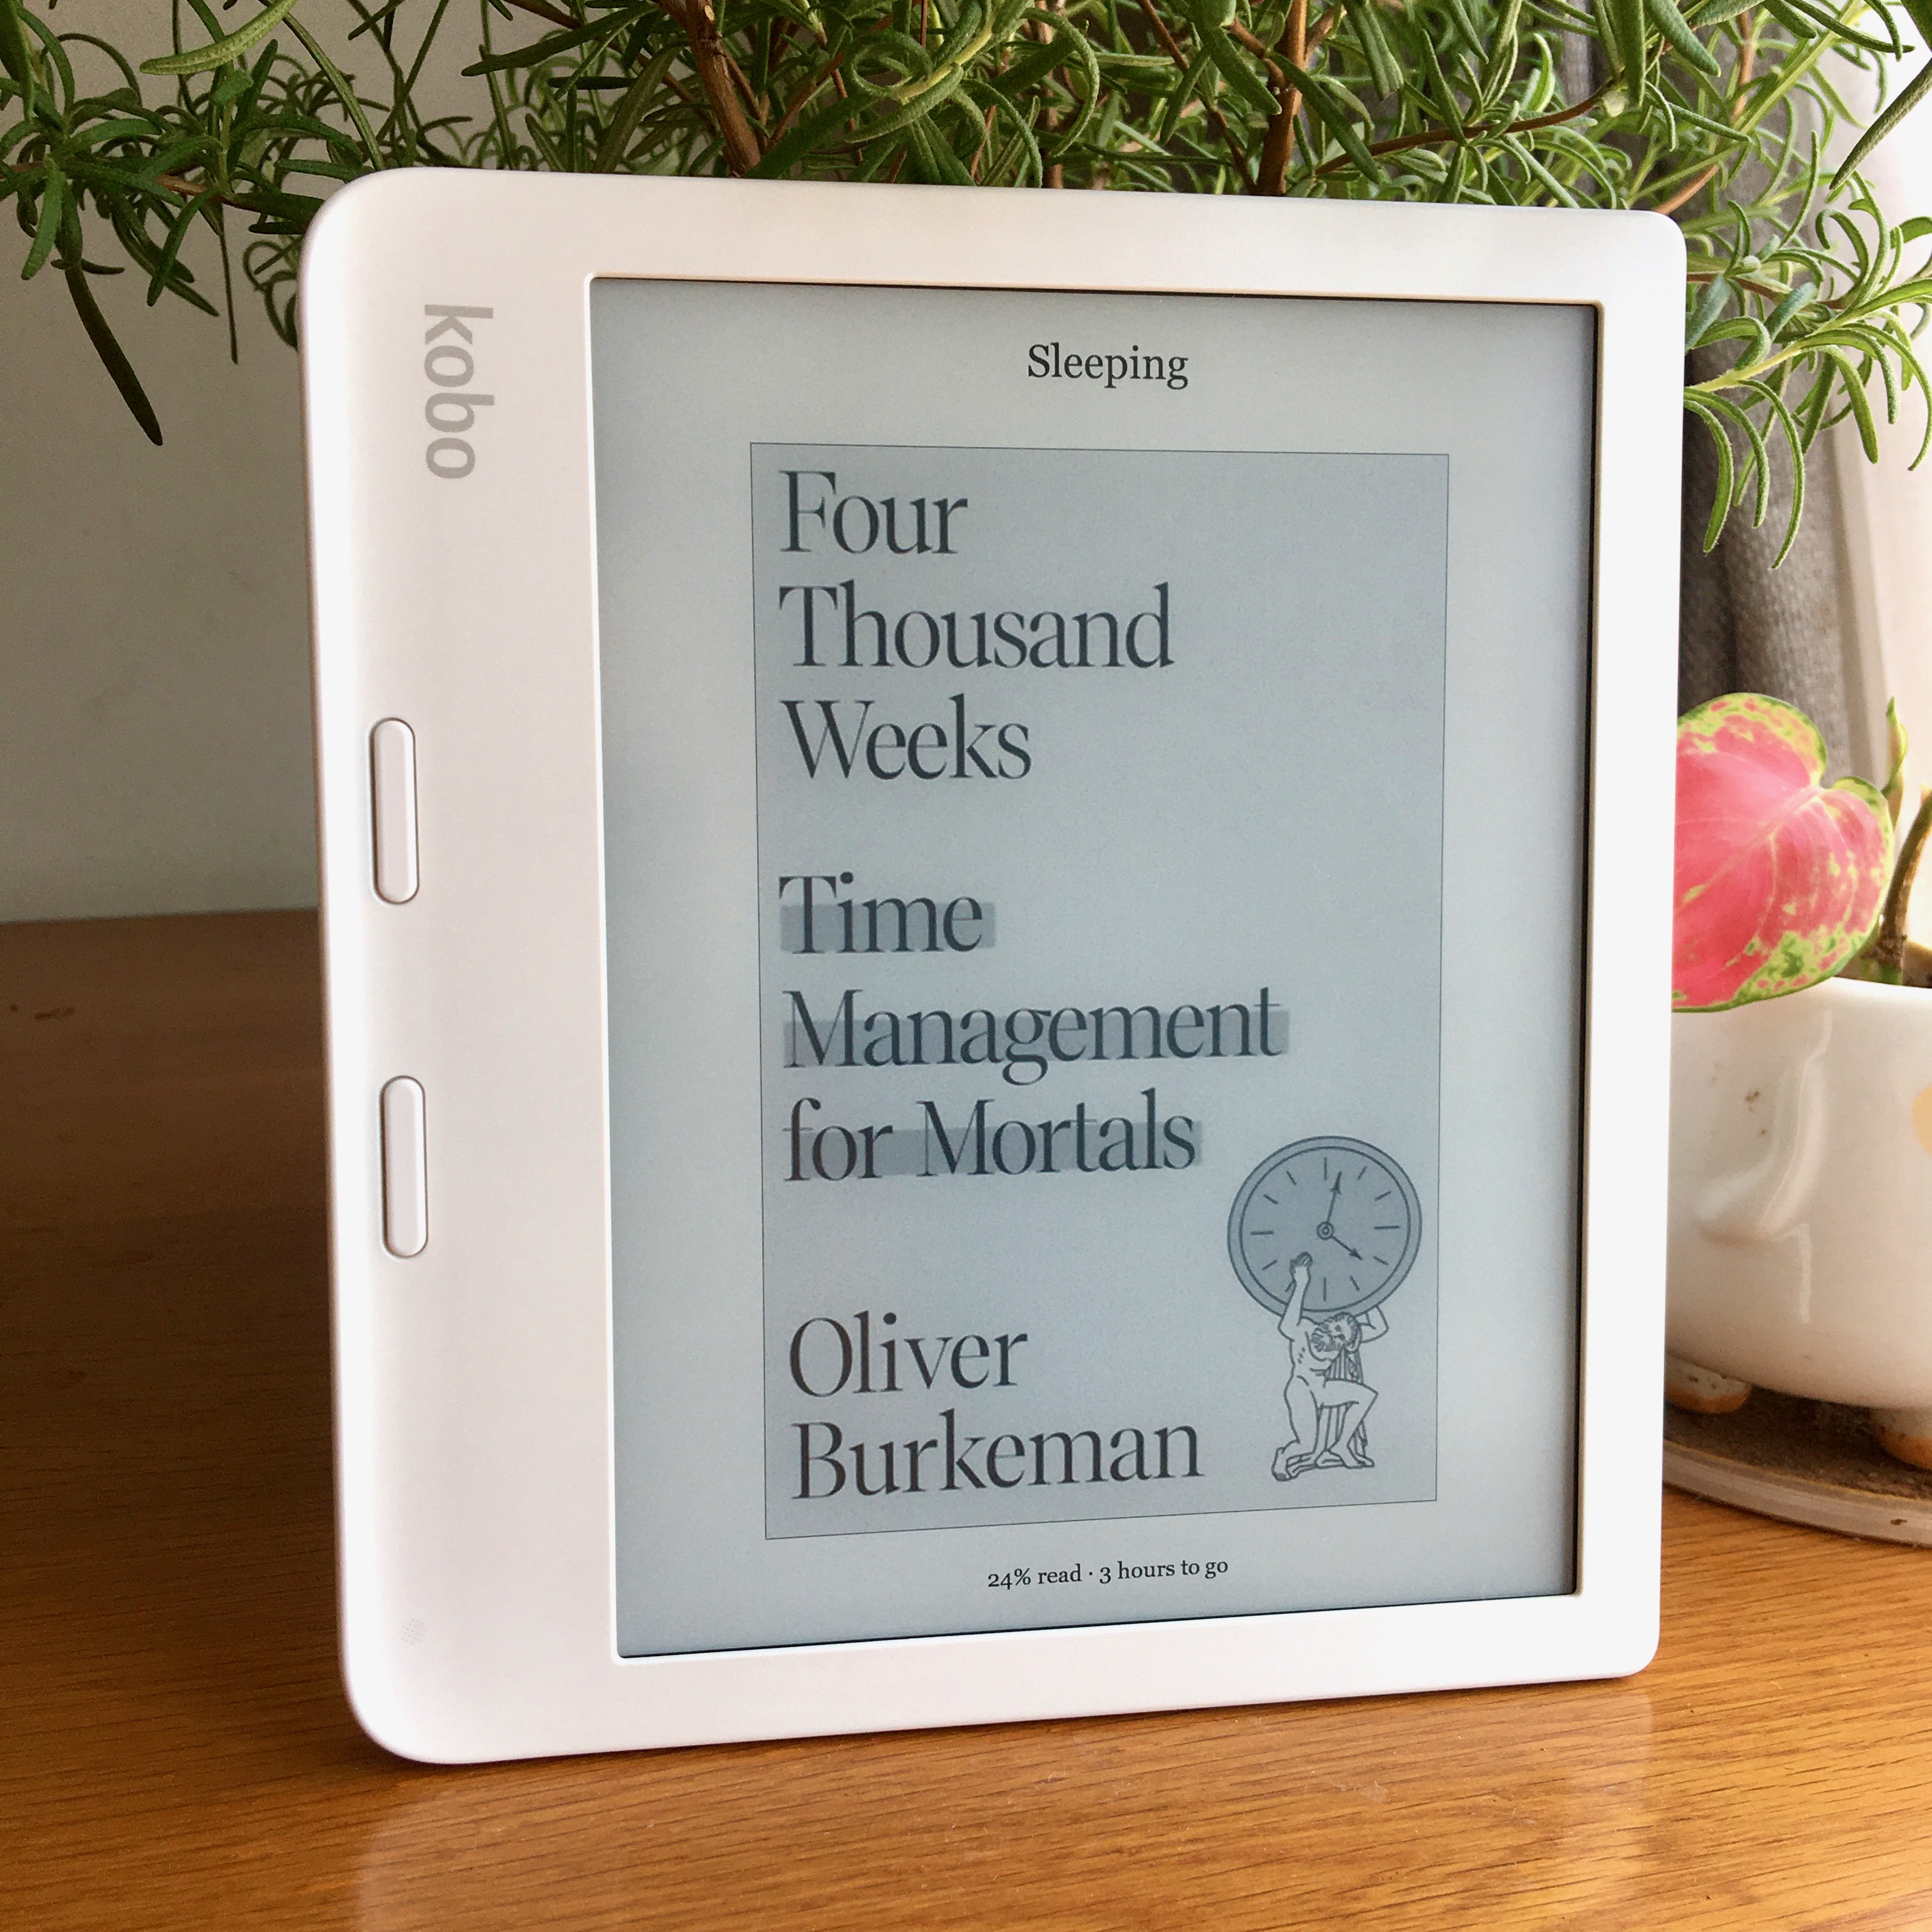 kobo
Sleeping
Four
Thousand
Weeks
Time
Management
for Mortals
Oliver
Burkeman
24% read · 3 hours to go